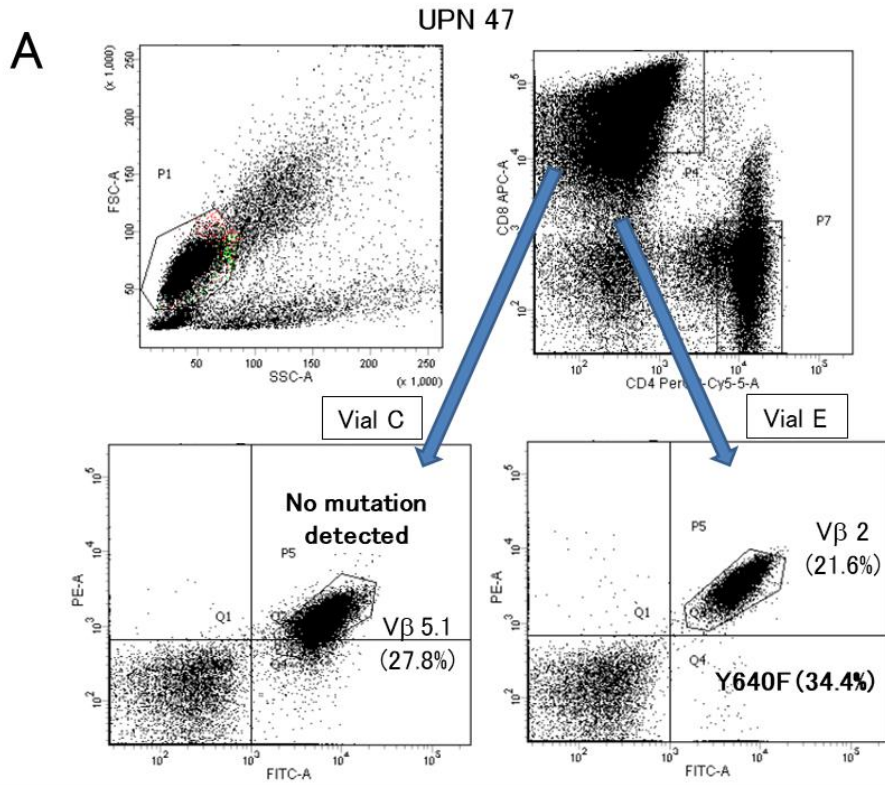 UPN 47
A
(x 1,000)
250
200
150
100
50
FSC-A
P1
50 100 150 200 250
SSC-A
(x 1,000)
CD8 APC-A
10^5
10^4
3
10^2
P4
P7
10^2 10^3 10^4 10^5
CD4 Per -Cy5-5-A
Vial C
No mutation
detected
P5
Q1
Vβ 5.1
(27.8%)
PE-A
10^5
10^4
10^3
10^2
10^2 10^3 10^4 10^5
FITC-A
Vial E
P5
Vβ 2
(21.6%)
Q1
Q4
Y640F (34.4%)
PE-A
10^5
10^4
10^3
10^2
10^2 10^3 10^4 10^5
FITC-A